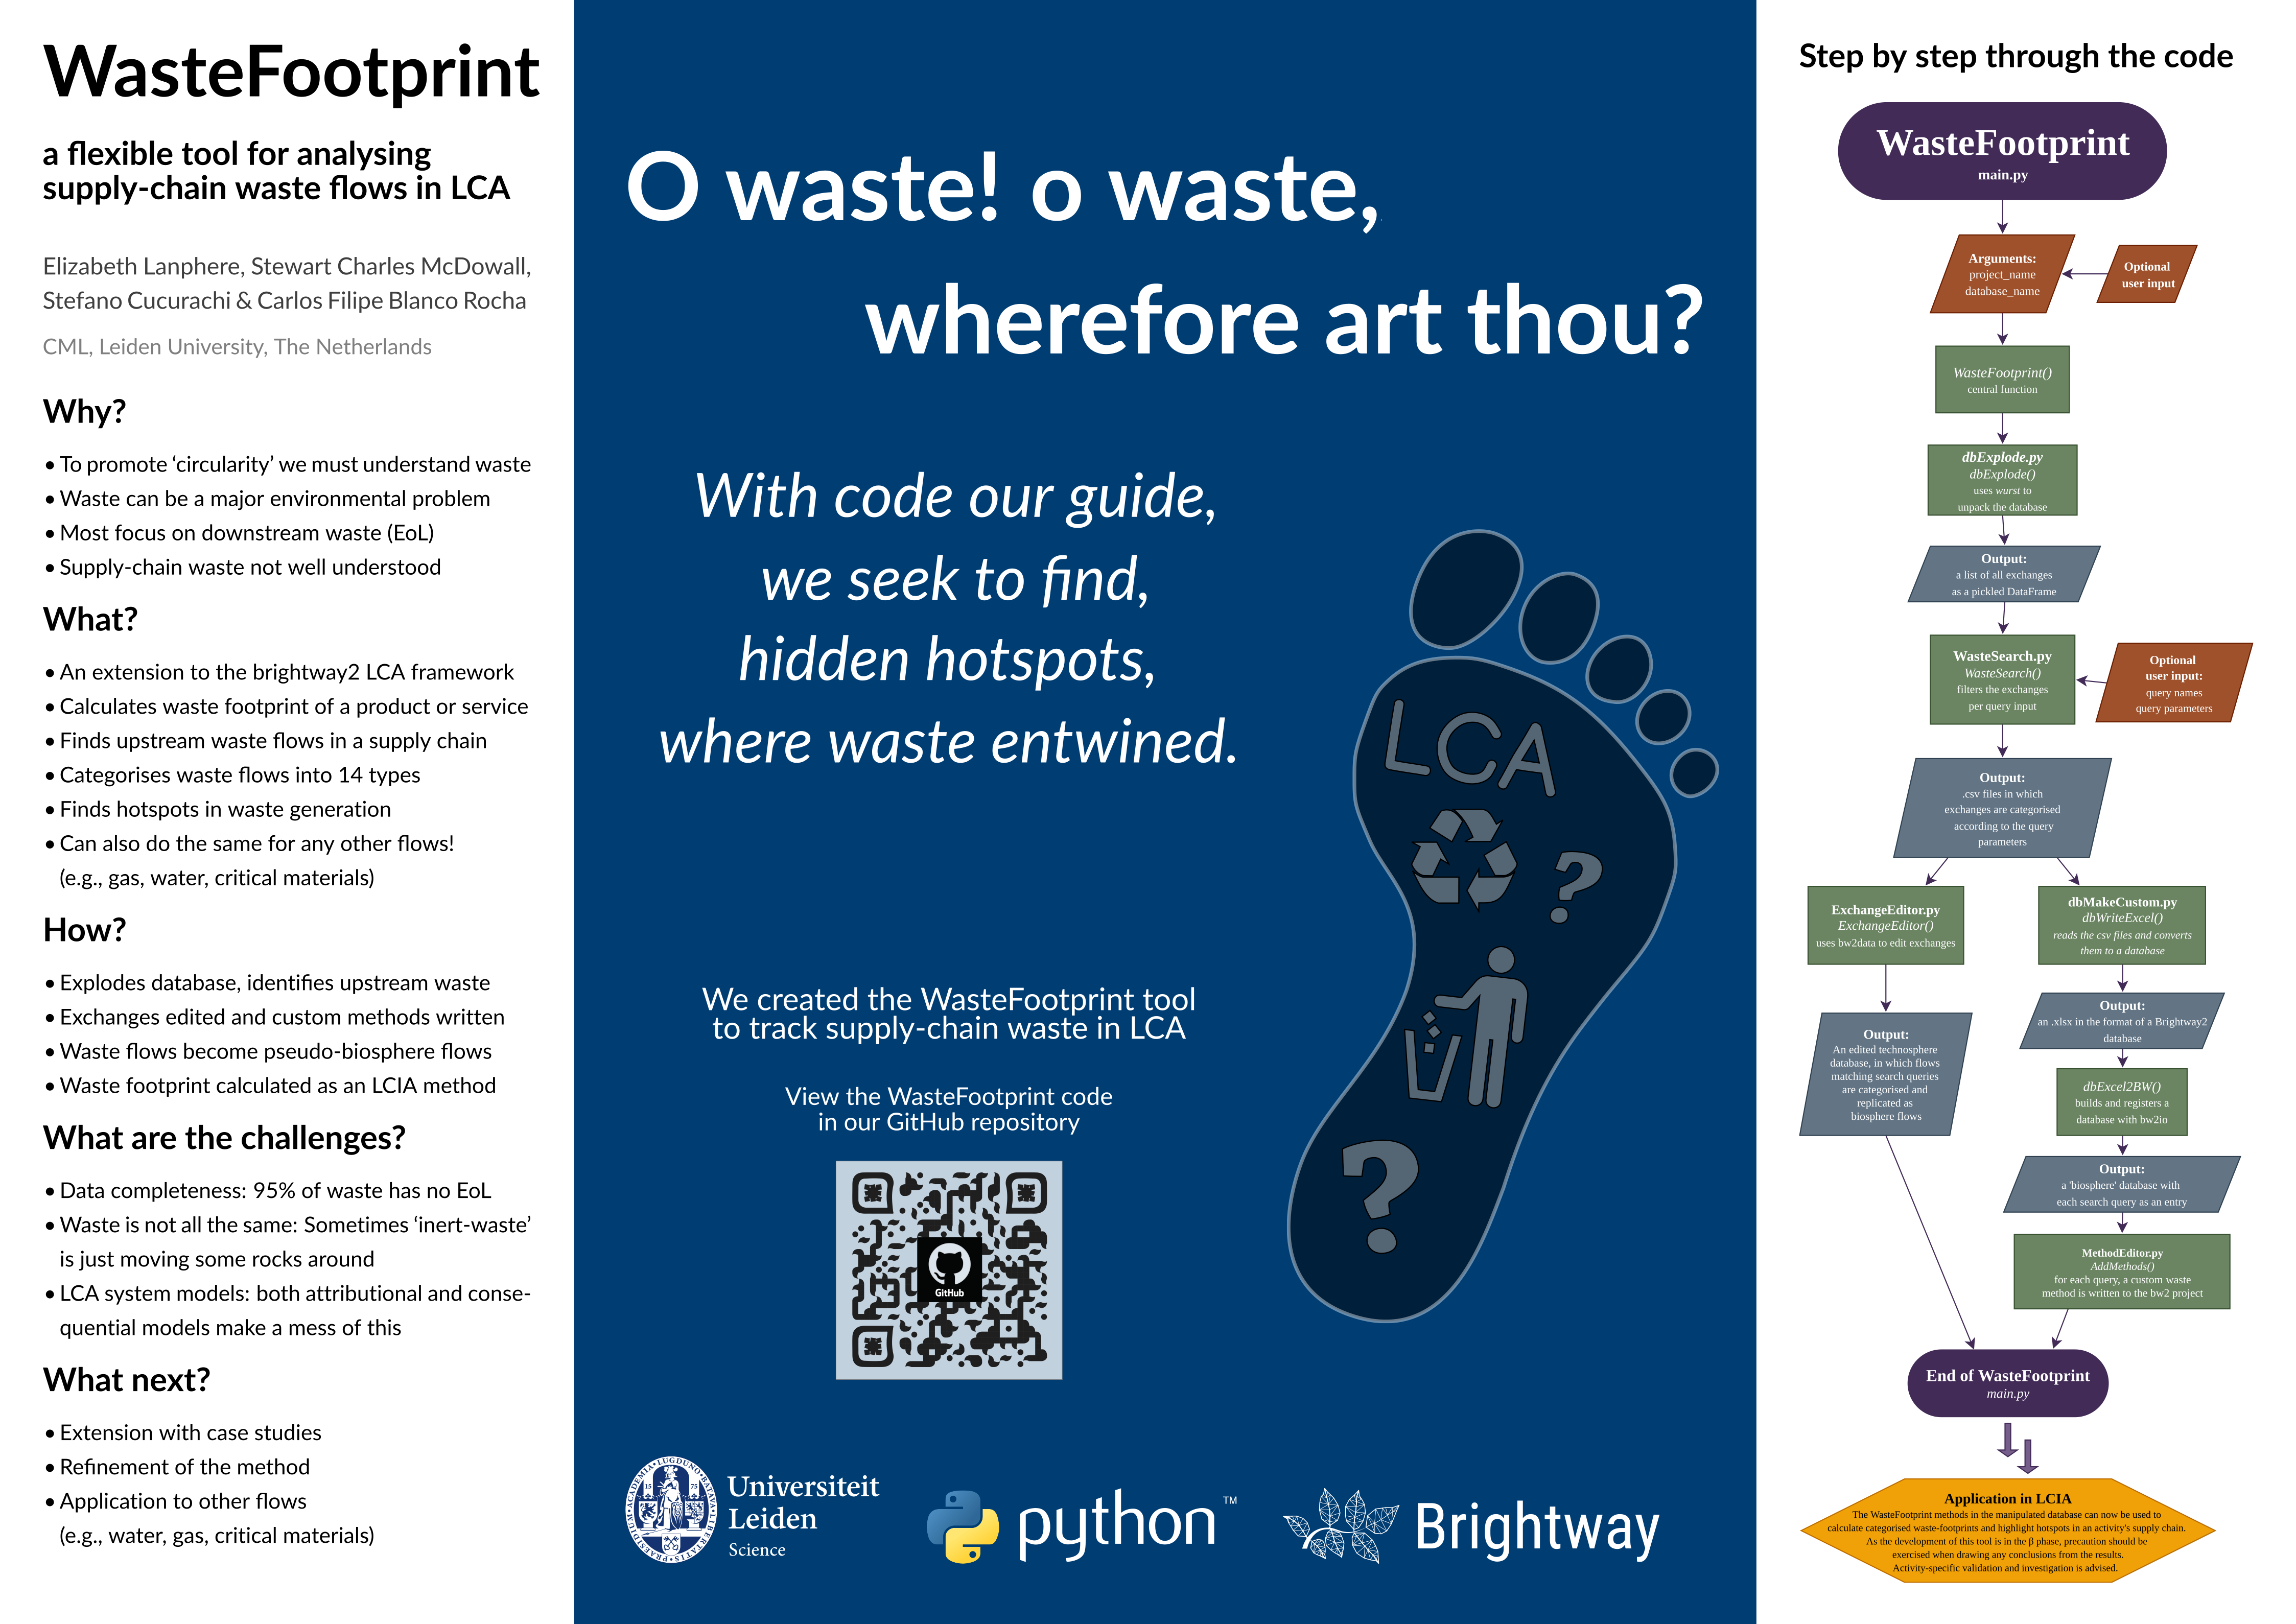 WasteFootprint
a flexible tool for analysing
supply-chain waste flows in LCA
Elizabeth Lanphere, Stewart Charles McDowall,
Stefano Cucurachi & Carlos Filipe Blanco Rocha
CML, Leiden University, The Netherlands
Why?
• To promote ‘circularity’ we must understand waste
• Waste can be a major environmental problem
• Most focus on downstream waste (EoL)
• Supply-chain waste not well understood
What?
• An extension to the brightway2 LCA framework
• Calculates waste footprint of a product or service
• Finds upstream waste flows in a supply chain
• Categorises waste flows into 14 types
• Finds hotspots in waste generation
• Can also do the same for any other flows!
(e.g., gas, water, critical materials)
How?
• Explodes database, identifies upstream waste
• Exchanges edited and custom methods written
• Waste flows become pseudo-biosphere flows
• Waste footprint calculated as an LCIA method
What are the challenges?
• Data completeness: 95% of waste has no EoL
• Waste is not all the same: Sometimes ‘inert-waste’
is just moving some rocks around
• LCA system models: both attributional and conse-
quential models make a mess of this
What next?
• Extension with case studies
• Refinement of the method
• Application to other flows
(e.g., water, gas, critical materials)
O waste! o waste,
wherefore art thou?
With code our guide,
we seek to find,
hidden hotspots,
where waste entwined.
LCA
?
?
We created the WasteFootprint tool
to track supply-chain waste in LCA
View the WasteFootprint code
in our GitHub repository
GitHub
ACADEMIA LUGDUNO BATAVA LIBERTATIS PRAESIDIUM
15 75
Universiteit
Leiden
Science
python™
Brightway
Step by step through the code
WasteFootprint
main.py
Arguments:
project_name
database_name
Optional
user input
WasteFootprint()
central function
dbExplode.py
dbExplode()
uses wurst to
unpack the database
Output:
a list of all exchanges
as a pickled DataFrame
WasteSearch.py
WasteSearch()
filters the exchanges
per query input
Optional
user input:
query names
query parameters
Output:
.csv files in which
exchanges are categorised
according to the query
parameters
ExchangeEditor.py
ExchangeEditor()
uses bw2data to edit exchanges
Output:
An edited technosphere
database, in which flows
matching search queries
are categorised and
replicated as
biosphere flows
dbMakeCustom.py
dbWriteExcel()
reads the csv files and converts
them to a database
Output:
an .xlsx in the format of a Brightway2
database
dbExcel2BW()
builds and registers a
database with bw2io
Output:
a 'biosphere' database with
each search query as an entry
MethodEditor.py
AddMethods()
for each query, a custom waste
method is written to the bw2 project
End of WasteFootprint
main.py
Application in LCIA
The WasteFootprint methods in the manipulated database can now be used to
calculate categorised waste-footprints and highlight hotspots in an activity's supply chain.
As the development of this tool is in the β phase, precaution should be
exercised when drawing any conclusions from the results.
Activity-specific validation and investigation is advised.